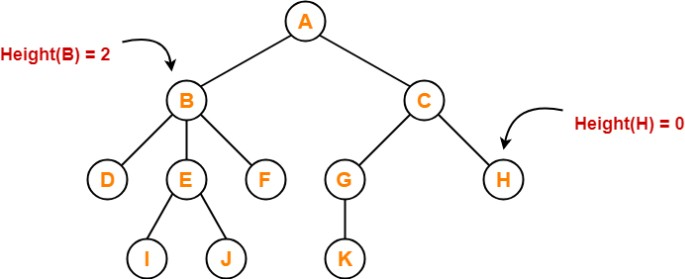 A
Height(B) = 2
B
C
Height(H) = 0
D
E
F
G
H
I
J
K